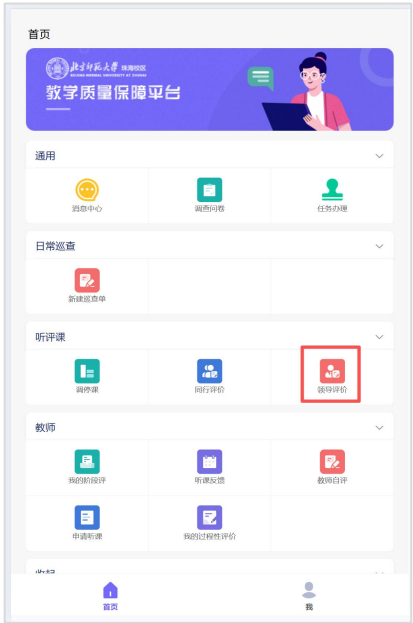 首页
北京师范大学 珠海校区
BEIJING NORMAL UNIVERSITY AT ZHUHAI
教学质量保障平台
通用
消息中心 调查问卷 任务办理
日常巡查
新建巡查单
听评课
调停课 同行评价 领导评价
教师
我的阶段评 听课反馈 教师自评
申请听课 我的过程性评价
首页 我